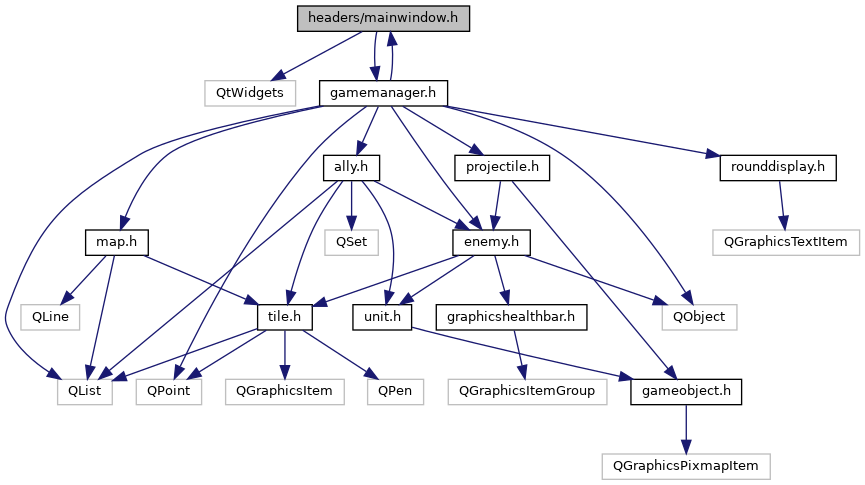 headers/mainwindow.h
QtWidgets
gamemanager.h
ally.h
projectile.h
rounddisplay.h
map.h
QSet
enemy.h
QGraphicsTextItem
QLine
tile.h
unit.h
graphicshealthbar.h
QObject
QList
QPoint
QGraphicsItem
QPen
QGraphicsItemGroup
gameobject.h
QGraphicsPixmapItem